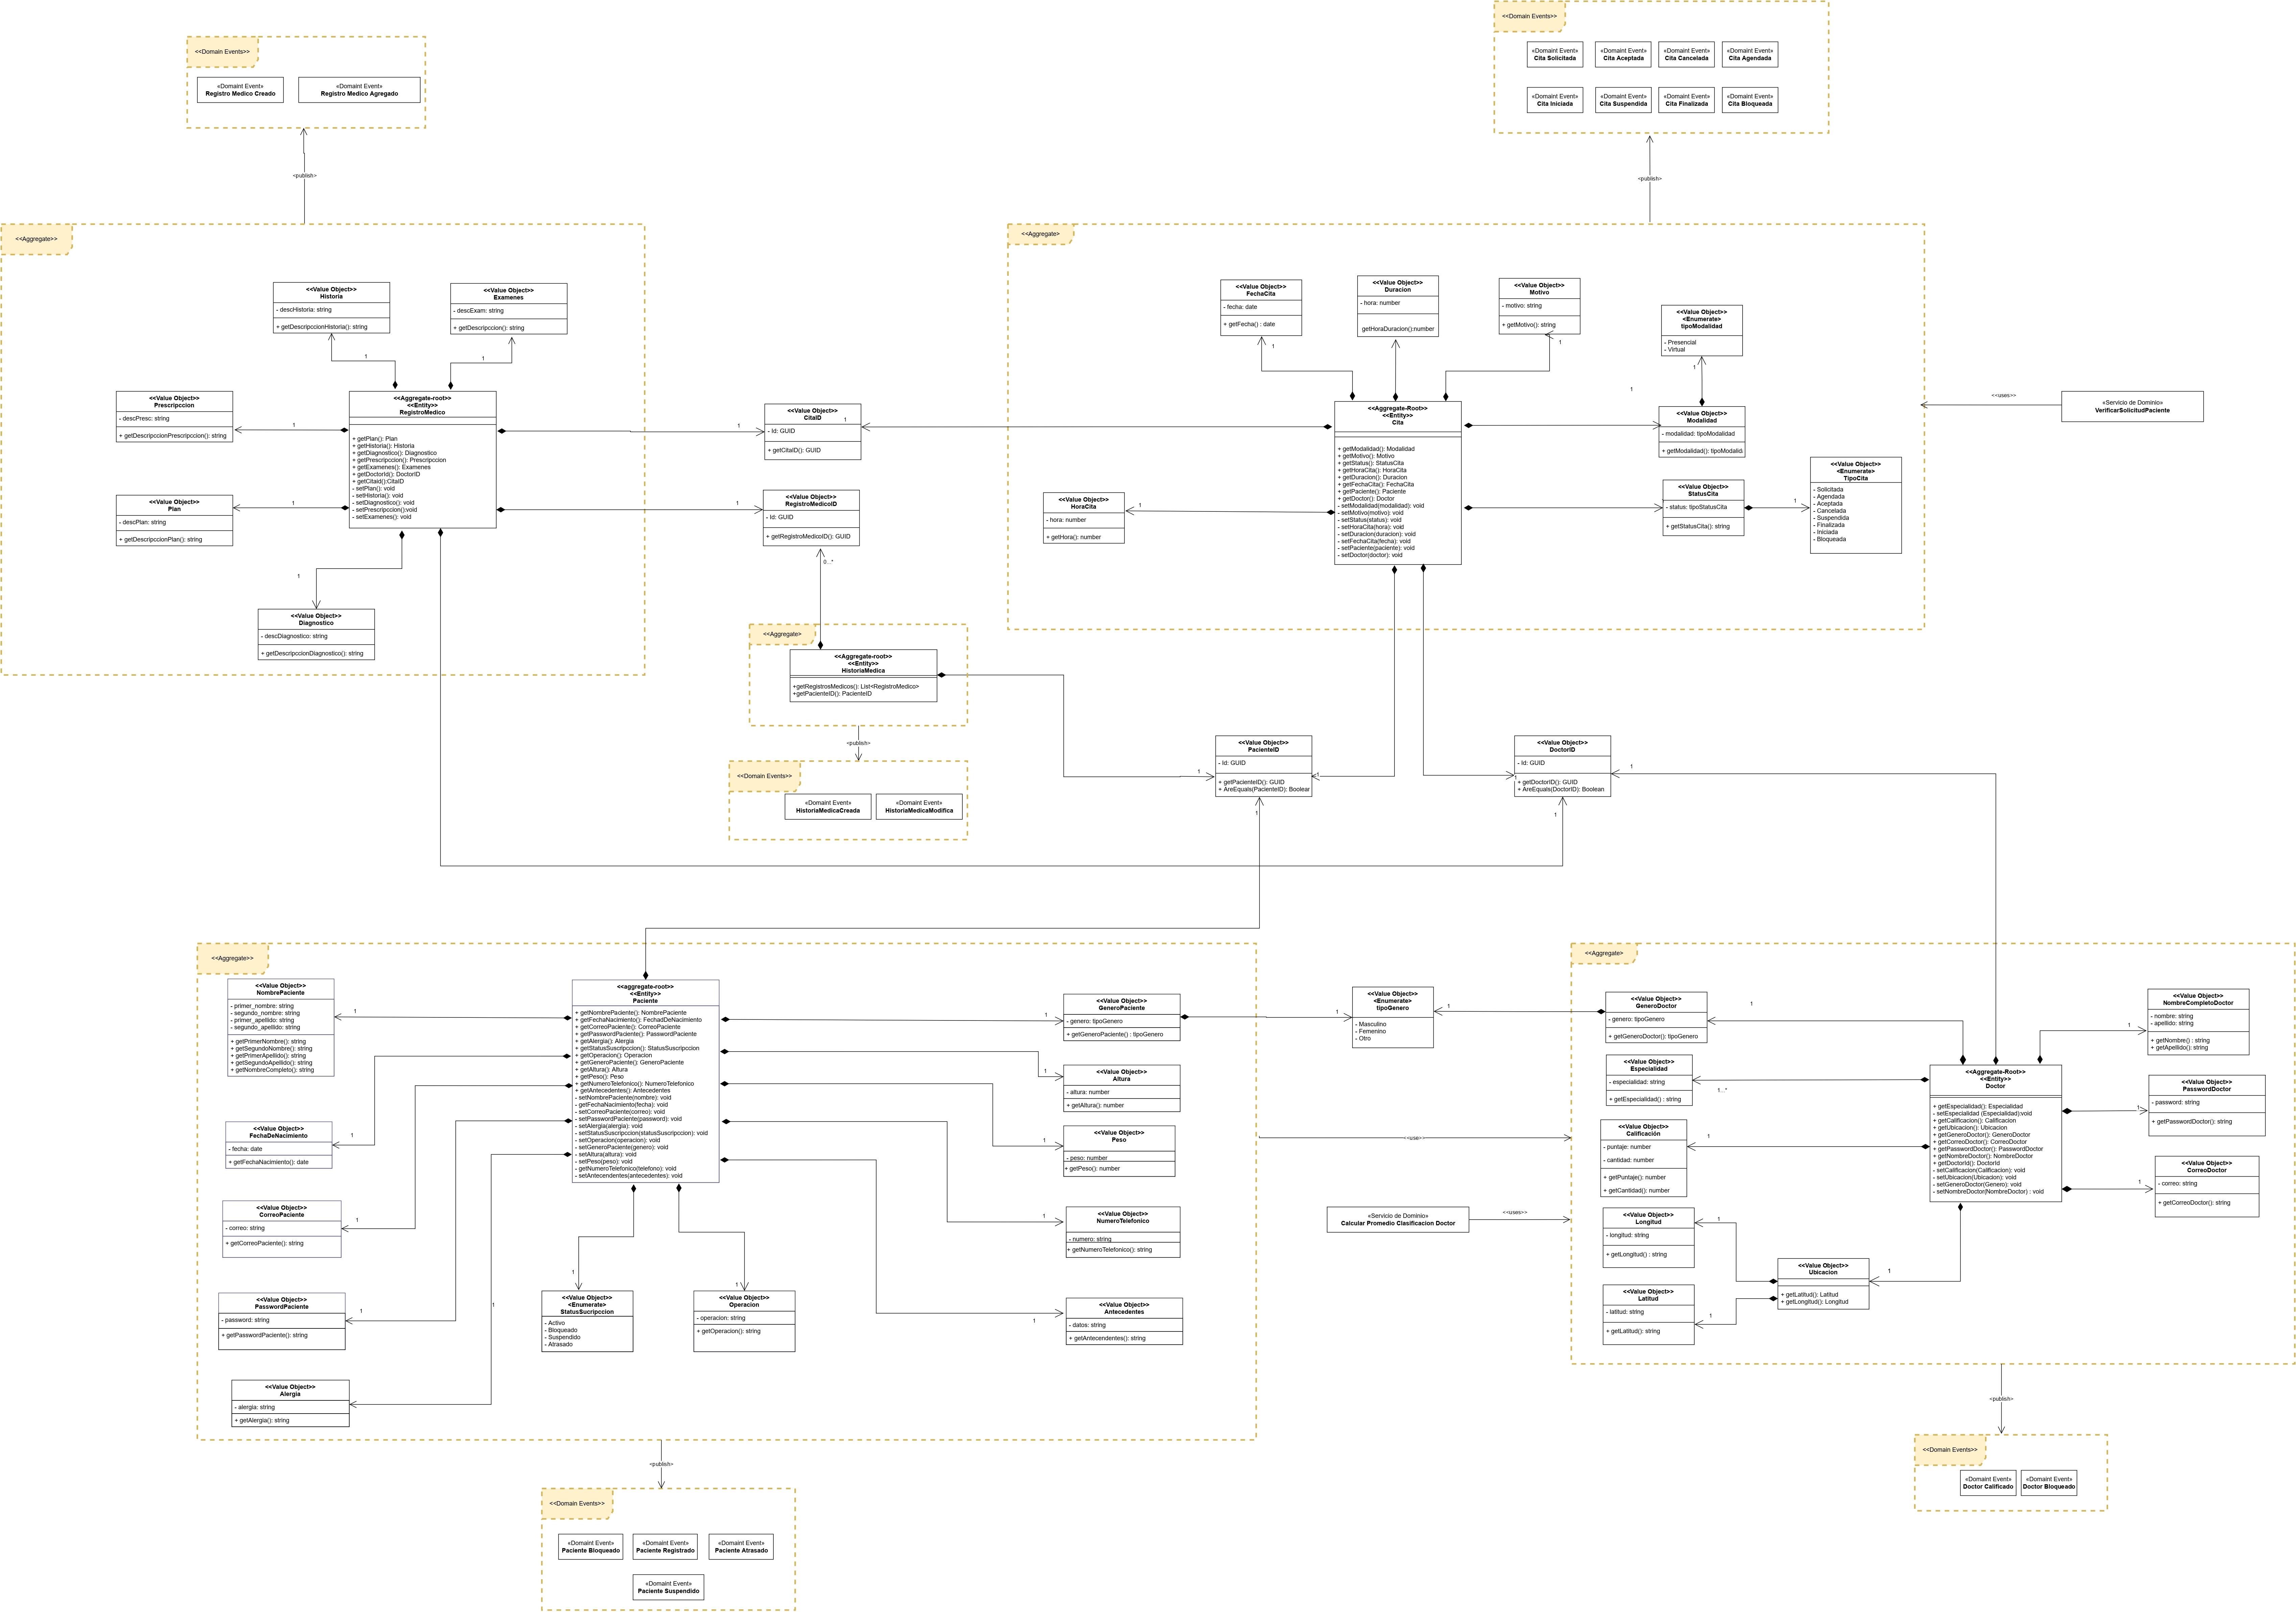 <<Domain Events>>
«Domaint Event»
Registro Medico Creado
«Domaint Event»
Registro Medico Agregado
<publish>
<<Domain Events>>
«Domaint Event»
Cita Solicitada
«Domaint Event»
Cita Aceptada
«Domaint Event»
Cita Cancelada
«Domaint Event»
Cita Agendada
«Domaint Event»
Cita Iniciada
«Domaint Event»
Cita Suspendida
«Domaint Event»
Cita Finalizada
«Domaint Event»
Cita Bloqueada
<publish>
<<Aggregate>>
<<Value Object>>
Historia
- descHistoria: string
+ getDescripccionHistoria(): string
1
<<Value Object>>
Examenes
- descExam: string
+ getDescripccion(): string
1
<<Value Object>>
Prescripccion
- descPresc: string
+ getDescripccionPrescripccion(): string
1
<<Value Object>>
Plan
- descPlan: string
+ getDescripccionPlan(): string
1
<<Value Object>>
Diagnostico
- descDiagnostico: string
+ getDescripccionDiagnostico(): string
1
<<Aggregate-root>>
<<Entity>>
RegistroMedico
+ getPlan(): Plan
+ getHistoria(): Historia
+ getDiagnostico(): Diagnostico
+ getPrescripccion(): Prescripccion
+ getExamenes(): Examenes
+ getDoctorId(): DoctorID
+ getCitaId():CitaID
- setPlan(): void
- setHistoria(): void
- setDiagnostico(): void
- setPrescripccion():void
- setExamenes(): void
1
1
<<Value Object>>
CitaID
1
- Id: GUID
+ getCitaID(): GUID
<<Value Object>>
RegistroMedicoID
- Id: GUID
+ getRegistroMedicoID(): GUID
0...*
<<Aggregate>
<<Aggregate-root>>
<<Entity>>
HistoriaMedica
+getRegistrosMedicos(): List<RegistroMedico>
+getPacienteID(): PacienteID
<publish>
<<Domain Events>>
«Domaint Event»
HistoriaMedicaCreada
«Domaint Event»
HistoriaMedicaModifica
<<Aggregate>
<<Value Object>>
FechaCita
- fecha: date
+ getFecha() : date
1
<<Value Object>>
Duracion
- hora: number
getHoraDuracion():number
<<Value Object>>
Motivo
- motivo: string
+ getMotivo(): string
1
<<Value Object>>
<Enumerate>
tipoModalidad
- Presencial
- Virtual
1
1
<<Value Object>>
Modalidad
- modalidad: tipoModalidad
+ getModalidad(): tipoModalid
<<Value Object>>
StatusCita
- status: tipoStatusCita
+ getStatusCita(): string
1
<<Value Object>>
<Enumerate>
TipoCita
- Solicitada
- Agendada
- Aceptada
- Cancelada
- Suspendida
- Finalizada
- Iniciada
- Bloqueada
<<Value Object>>
HoraCita
- hora: number
+ getHora(): number
1
<<Aggregate-Root>>
<<Entity>>
Cita
+ getModalidad(): Modalidad
+ getMotivo(): Motivo
+ getStatus(): StatusCita
+ getHoraCita(): HoraCita
+ getDuracion(): Duracion
+ getFechaCita(): FechaCita
+ getPaciente(): Paciente
+ getDoctor(): Doctor
- setModalidad(modalidad): void
- setMotivo(motivo): void
- setStatus(status): void
- setHoraCita(hora): void
- setDuracion(duracion): void
- setFechaCita(fecha): void
- setPaciente(paciente): void
- setDoctor(doctor): void
<<uses>>
«Servicio de Dominio»
VerificarSolicitudPaciente
1
<<Value Object>>
PacienteID
- Id: GUID
+ getPacienteID(): GUID
+ AreEquals(PacienteID): Boolear
1
1
<<Value Object>>
DoctorID
- Id: GUID
+ getDoctorID(): GUID
+ AreEquals(DoctorID): Boolean
1
1
1
<<Aggregate>>
<<Value Object>>
NombrePaciente
- primer_nombre: string
- segundo_nombre: string
- primer_apellido: string
- segundo_apellido: string
+ getPrimerNombre(): string
+ getSegundoNombre(): string
+ getPrimerApellido(): string
+ getSegundoApellido(): string
+ getNombreCompleto(): string
1
<<Value Object>>
FechaDeNacimiento
- fecha: date
+ getFechaNacimiento(): date
1
<<Value Object>>
CorreoPaciente
- correo: string
+ getCorreoPaciente(): string
1
<<Value Object>>
PasswordPaciente
- password: string
+ getPasswordPaciente(): string
1
<<Value Object>>
Alergia
- alergia: string
+ getAlergia(): string
1
<<aggregate-root>>
<<Entity>>
Paciente
+ getNombrePaciente(): NombrePaciente
+ getFechaNacimiento(): FechadDeNacimiento
+ getCorreoPaciente(): CorreoPaciente
+ getPasswordPaciente(): PasswordPaciente
+ getAlergia(): Alergia
+ getStatusSuscripccion(): StatusSuscripccion
+ getOperacion(): Operacion
+ getGeneroPaciente(): GeneroPaciente
+ getAltura(): Altura
+ getPeso(): Peso
+ getNumeroTelefonico(): NumeroTelefonico
+ getAntecedentes(): Antecedentes
- setNombrePaciente(nombre): void
- getFechaNacimiento(fecha): void
- setCorreoPaciente(correo): void
- setPasswordPaciente(password): void
- setAlergia(alergia): void
- setStatusSuscripccion(statusSuscripccion): void
- setOperacion(operacion): void
- getGeneroPaciente(genero): void
- setAltura(altura): void
- setPeso(peso): void
- getNumeroTelefonico(telefono): void
- setAntencedentes(antecedentes): void
1
<<Value Object>>
<Enumerate>
StatusSucripccion
- Activo
- Bloqueado
- Suspendido
- Atrasado
1
<<Value Object>>
Operacion
- operacion: string
+ getOperacion(): string
1
<<Value Object>>
GeneroPaciente
- genero: tipoGenero
+ getGeneroPaciente() : tipoGenero
1
<<Value Object>>
Altura
- altura: number
+ getAltura(): number
1
<<Value Object>>
Peso
- peso: number
+ getPeso(): number
1
<<Value Object>>
NumeroTelefonico
- numero: string
+ getNumeroTelefonico(): string
1
<<Value Object>>
Antecedentes
- datos: string
+ getAntecendentes(): string
<publish>
<<Domain Events>>
«Domaint Event»
Paciente Bloqueado
«Domaint Event»
Paciente Registrado
«Domaint Event»
Paciente Atrasado
«Domaint Event»
Paciente Suspendido
1
<<Value Object>>
<Enumerate>
tipoGenero
- Masculino
- Femenino
- Otro
1
<use>
«Servicio de Dominio»
Calcular Promedio Clasificacion Doctor
<<uses>>
<<Aggregate>
<<Value Object>>
GeneroDoctor
- genero: tipoGenero
+ getGeneroDoctor(): tipoGenero
1
<<Value Object>>
Especialidad
- especialidad: string
+ getEspecialidad() : string
1...*
<<Value Object>>
Calificación
- puntaje: number
- cantidad: number
+ getPuntaje(): number
+ getCantidad(): number
1
<<Value Object>>
Longitud
- longitud: string
+ getLongitud() : string
1
<<Value Object>>
Latitud
- latitud: string
+ getLatitud(): string
1
<<Value Object>>
Ubicacion
+ getLatitud(): Latitud
+ getLongitud(): Longitud
1
<<Aggregate-Root>>
<<Entity>>
Doctor
+ getEspecialidad(): Especialidad
- setEspecialidad (Especialidad):void
+ getCalificacion(): Calificacion
+ getUbicacion(): Ubicacion
+ getGeneroDoctor(): GeneroDoctor
+ getCorreoDoctor(): CorreoDoctor
+ getPasswordDoctor(): PasswordDoctor
+ getNombreDoctor(): NombreDoctor
+ getDoctorId(): DoctorId
- setCalificacion(Calificacion): void
- setUbicacion(Ubicacion): void
- setGeneroDoctor(Genero): void
- setNombreDoctor(NombreDoctor) : void
1
<<Value Object>>
NombreCompletoDoctor
- nombre: string
- apellido: string
+ getNombre() : string
+ getApellido(): string
1
<<Value Object>>
PasswordDoctor
- password: string
+ getPasswordDoctor(): string
1
<<Value Object>>
CorreoDoctor
- correo: string
+ getCorreoDoctor(): string
<publish>
<<Domain Events>>
«Domaint Event»
Doctor Calificado
«Domaint Event»
Doctor Bloqueado